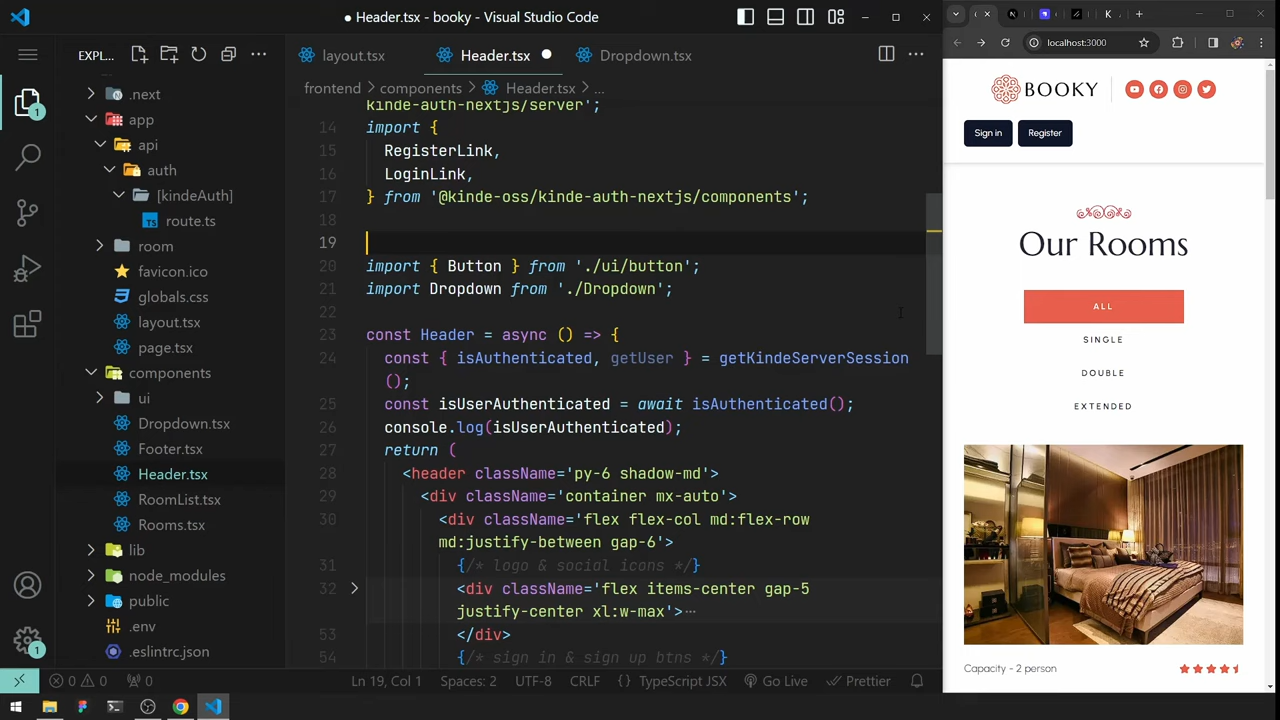 Header.tsx - booky - Visual Studio Code
EXPL...
1
.next
app
api
auth
[kindeAuth]
route.ts
room
favicon.ico
globals.css
layout.tsx
page.tsx
components
ui
Dropdown.tsx
Footer.tsx
Header.tsx
RoomList.tsx
Rooms.tsx
lib
node_modules
public
.env
.eslintrc.json
1
layout.tsx Header.tsx Dropdown.tsx
frontend > components > Header.tsx > ...
kinde-auth-nextjs/server';
14 import {
15 RegisterLink,
16 LoginLink,
17 } from '@kinde-oss/kinde-auth-nextjs/components';
18
19
20 import { Button } from './ui/button';
21 import Dropdown from './Dropdown';
22
23 const Header = async () => {
24 const { isAuthenticated, getUser } = getKindeServerSession
();
25 const isUserAuthenticated = await isAuthenticated();
26 console.log(isUserAuthenticated);
27 return (
28 <header className='py-6 shadow-md'>
29 <div className='container mx-auto'>
30 <div className='flex flex-col md:flex-row
md:justify-between gap-6'>
31 {/* logo & social icons */}
32 <div className='flex items-center gap-5
justify-center xl:w-max'>···
53 </div>
54 {/* sign in & sign up btns */}
0 0 0 Ln 19, Col 1 Spaces: 2 UTF-8 CRLF {} TypeScript JSX Go Live Prettier
localhost:3000
BOOKY
Sign in Register
Our Rooms
ALL
SINGLE
DOUBLE
EXTENDED
Capacity - 2 person